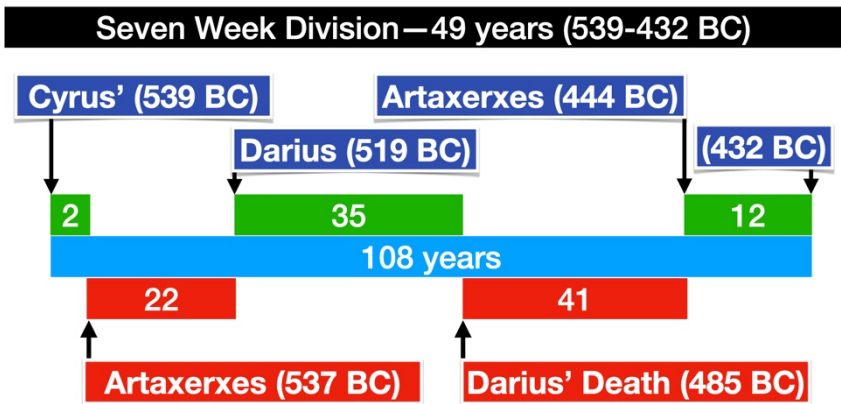 Seven Week Division—49 years (539-432 BC)
Cyrus’ (539 BC)
Artaxerxes (444 BC)
Darius (519 BC)
(432 BC)
2
35
12
108 years
22
41
Artaxerxes (537 BC)
Darius’ Death (485 BC)